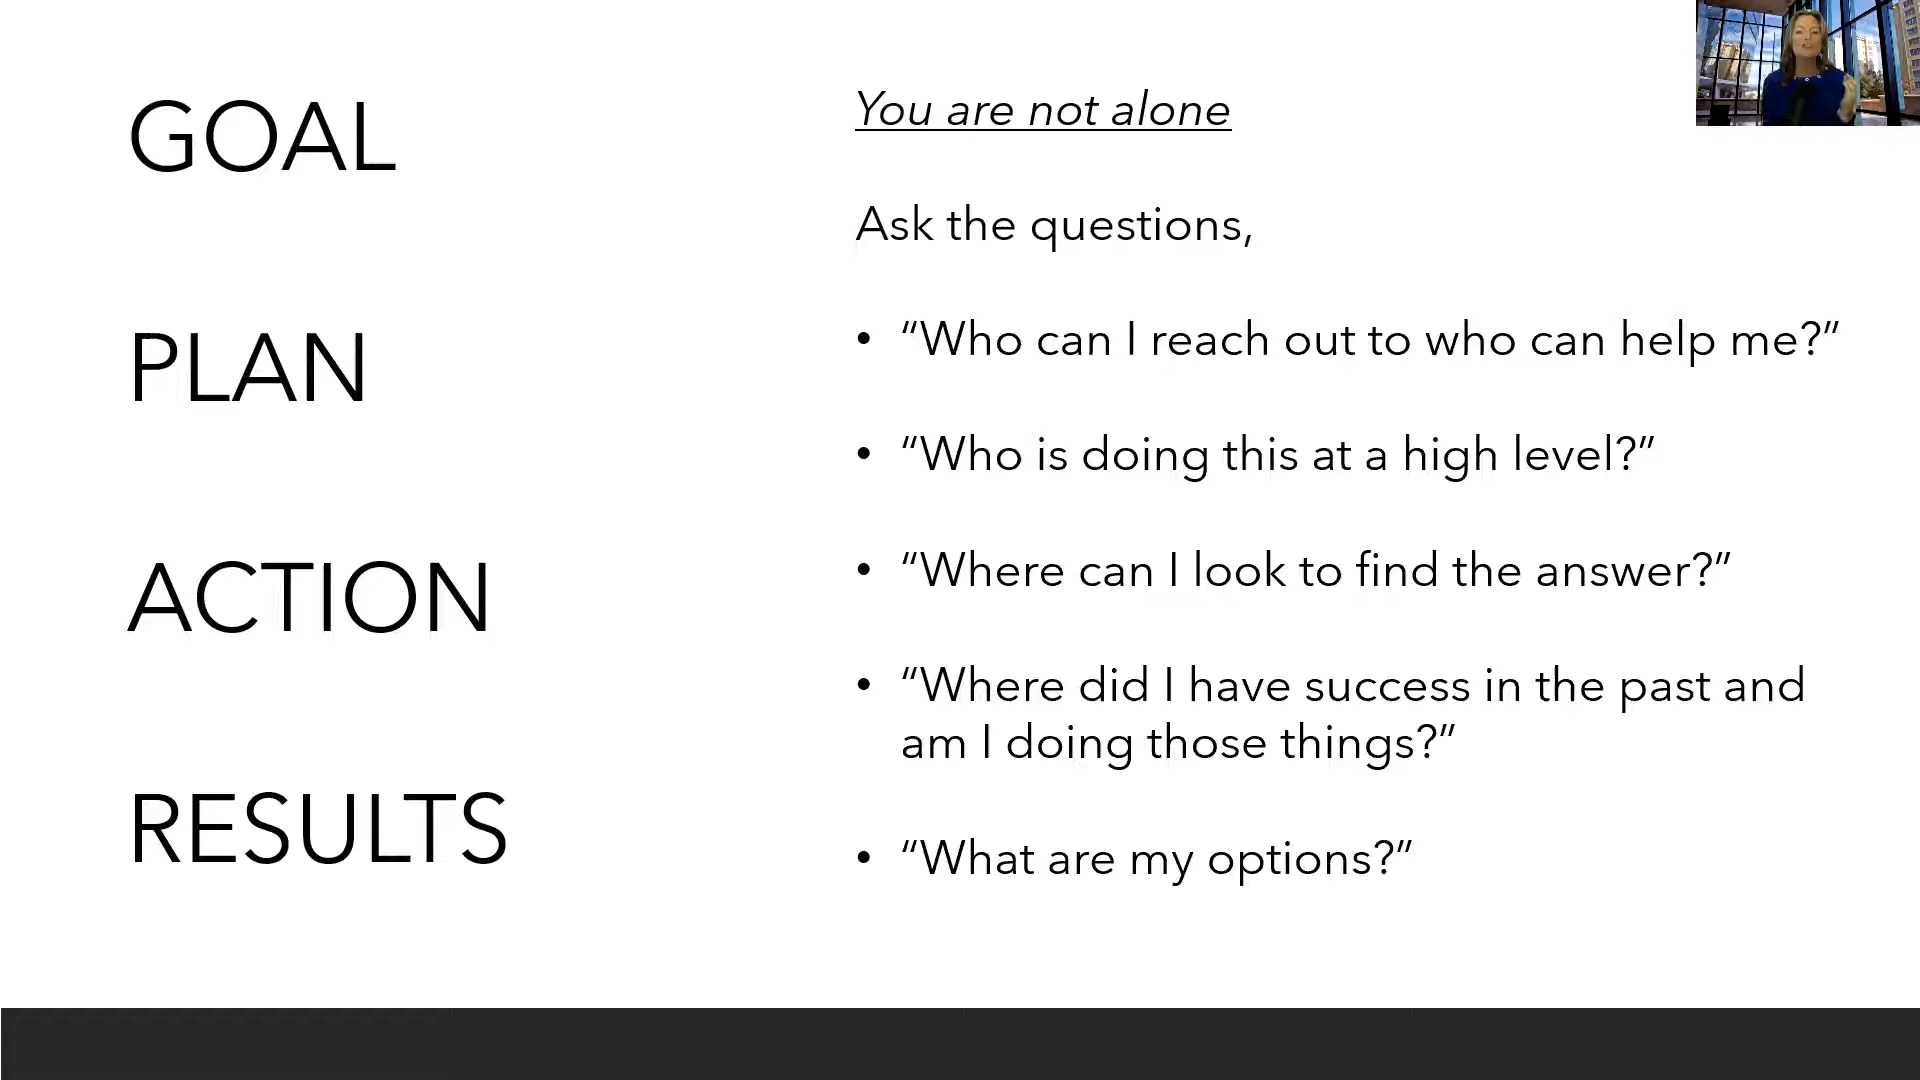 GOAL
PLAN
ACTION
RESULTS
You are not alone
Ask the questions,
• “Who can I reach out to who can help me?”
• “Who is doing this at a high level?”
• “Where can I look to find the answer?”
• “Where did I have success in the past and
am I doing those things?”
• “What are my options?”